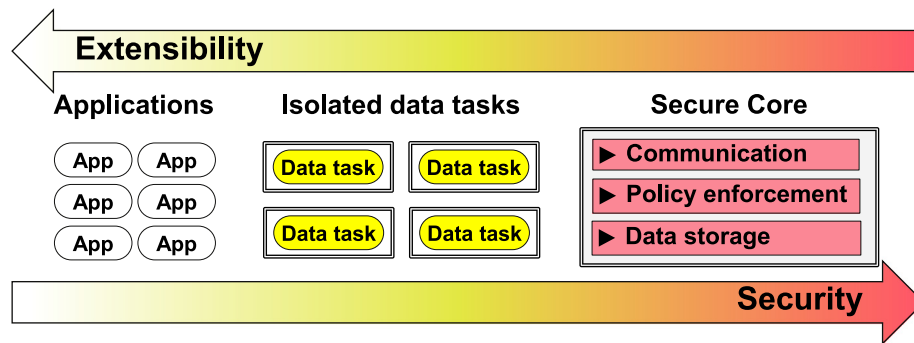 Extensibility
Applications
Isolated data tasks
Secure Core
App App
App App
App App
Data task Data task
Data task Data task
► Communication
► Policy enforcement
► Data storage
Security